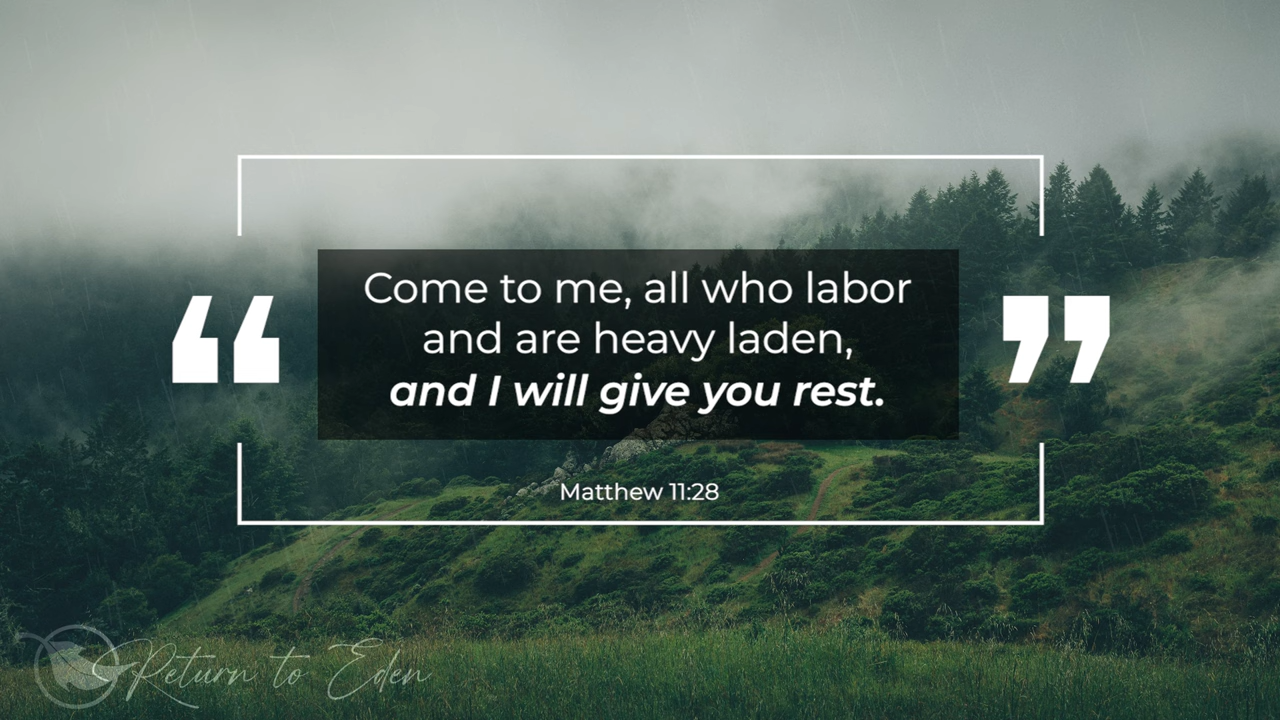 Come to me, all who labor
and are heavy laden,
and I will give you rest.
Matthew 11:28
Return to Eden